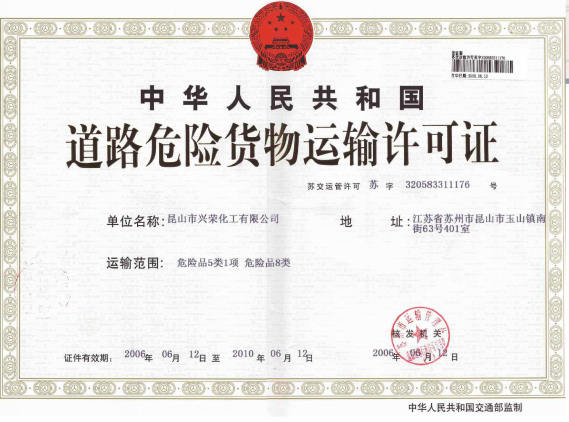 中华人民共和国
道路危险货物运输许可证
苏交运管许可 苏 字 320583311176 号
单位名称:昆山市兴荣化工有限公司
地 址:江苏省苏州市昆山市玉山镇南
街63号401室
运输范围: 危险品5类1项 危险品8类
核发机关
证件有效期: 2006年 06月 12日 至 2010年 06月 12日
2006年 06月 12日
中华人民共和国交通部监制